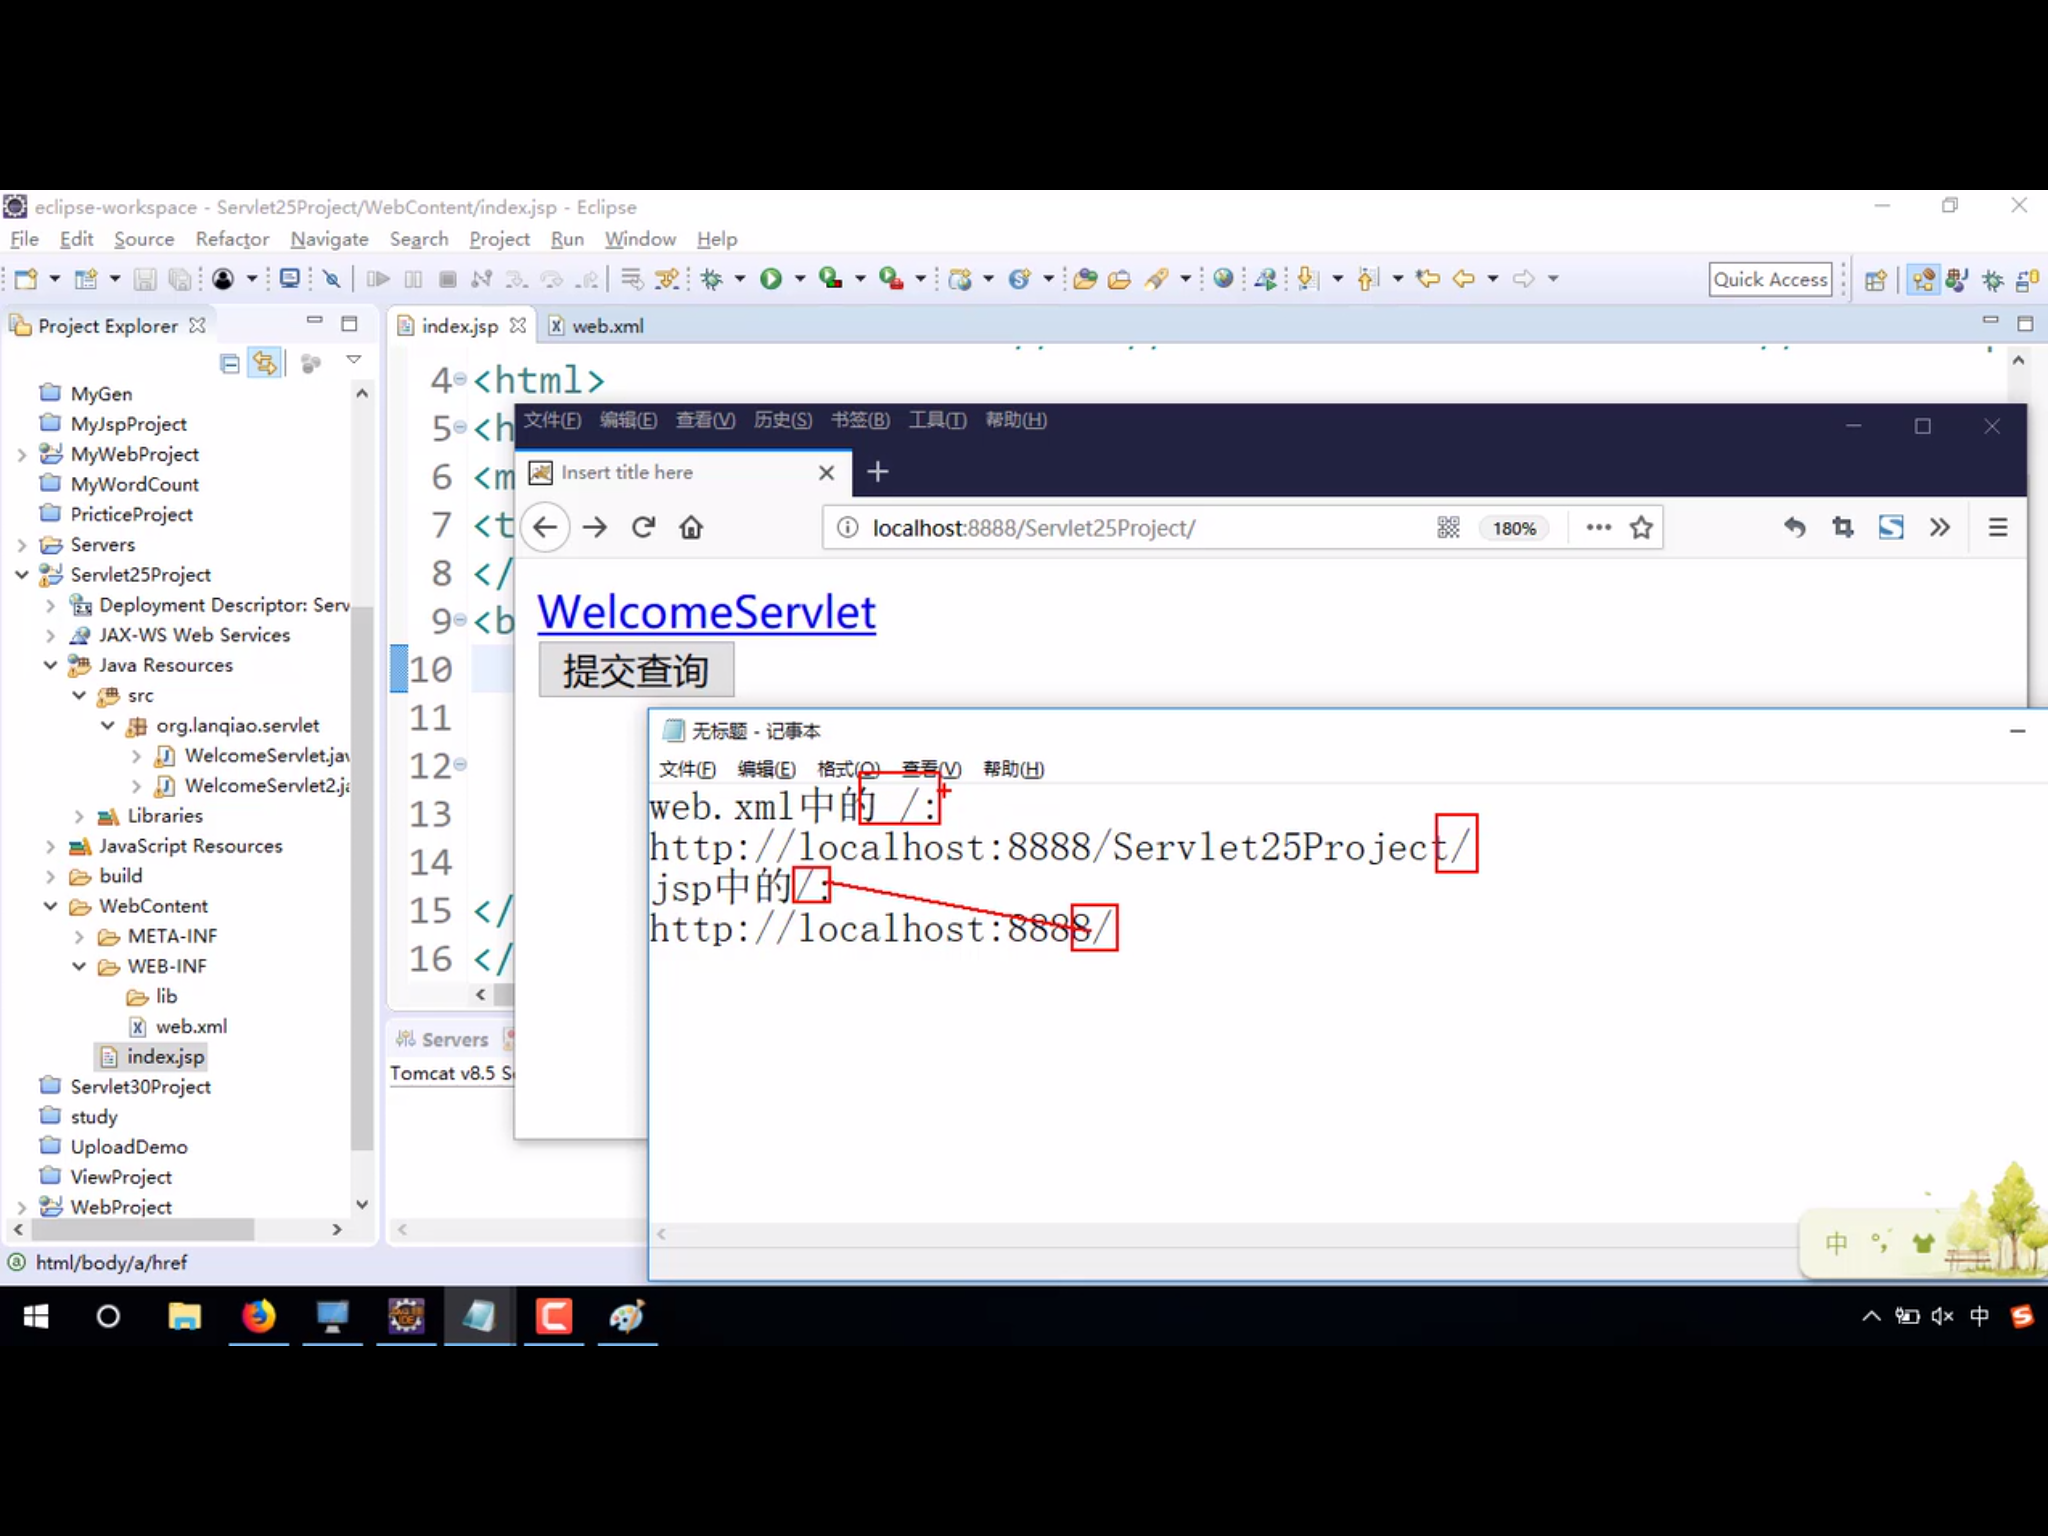 eclipse-workspace - Servlet25Project/WebContent/index.jsp - Eclipse
File Edit Source Refactor Navigate Search Project Run Window Help
Quick Access
Project Explorer
MyGen
MyJspProject
MyWebProject
MyWordCount
PricticeProject
Servers
Servlet25Project
Deployment Descriptor: Serv
JAX-WS Web Services
Java Resources
src
org.lanqiao.servlet
WelcomeServlet.jav
WelcomeServlet2.ja
Libraries
JavaScript Resources
build
WebContent
META-INF
WEB-INF
lib
web.xml
index.jsp
Servlet30Project
study
UploadDemo
ViewProject
WebProject
html/body/a/href
index.jsp web.xml
4 <html>
5 <h
6 <m
7 <t
8 </
9 <b
10
11
12
13
14
15 </
16 </
Servers
Tomcat v8.5 Se
文件(F) 编辑(E) 查看(V) 历史(S) 书签(B) 工具(T) 帮助(H)
Insert title here
localhost:8888/Servlet25Project/ 180%
WelcomeServlet
提交查询
无标题 - 记事本
文件(F) 编辑(E) 格式(O) 查看(V) 帮助(H)
web.xml中的 /:
http://localhost:8888/Servlet25Project/
jsp中的/:
http://localhost:8888/
中 °,
中